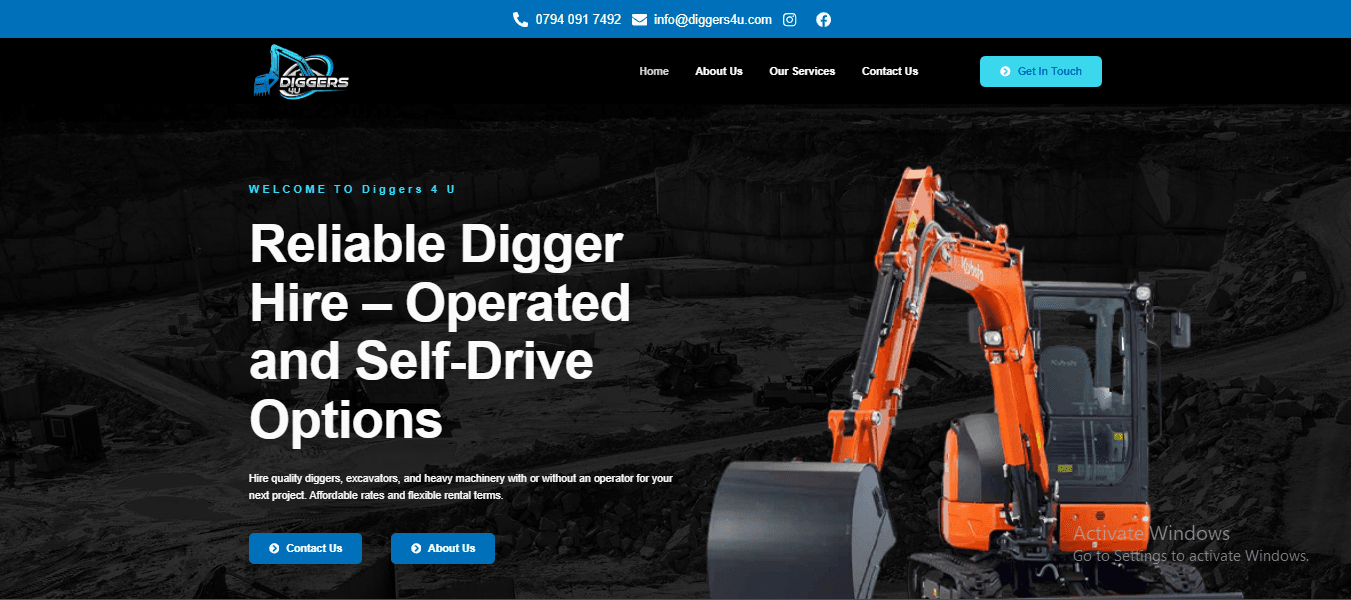 0794 091 7492 info@diggers4u.com
DIGGERS
4U
Home About Us Our Services Contact Us Get In Touch
WELCOME TO Diggers 4 U
Reliable Digger
Hire – Operated
and Self-Drive
Options
Hire quality diggers, excavators, and heavy machinery with or without an operator for your
next project. Affordable rates and flexible rental terms.
Contact Us About Us
Kubota
Kubota
Activate Windows
Go to Settings to activate Windows.